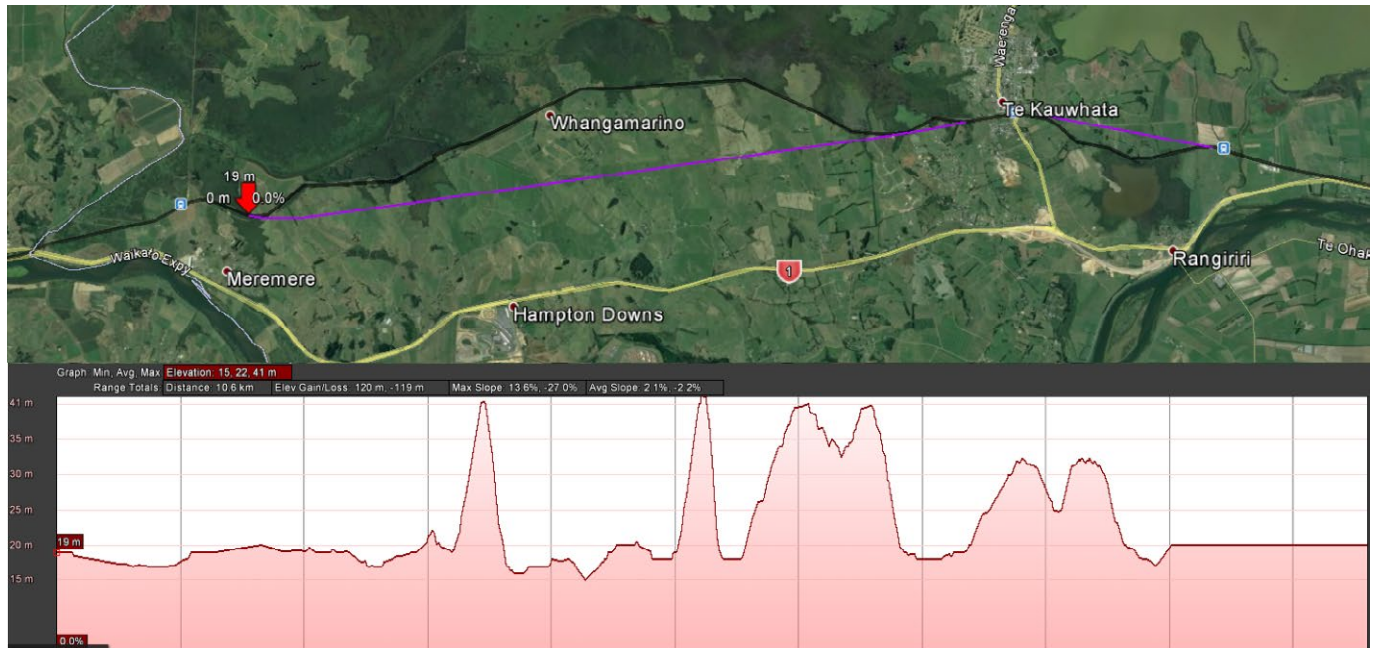 Waerenga
Te Kauwhata
Whangamarino
19 m
0 m 0.0%
Waikato Expy
Meremere
1
Rangiriri
Te Ohak
Hampton Downs
Graph: Min, Avg, Max Elevation: 15, 22, 41 m
Range Totals: Distance: 10.6 km Elev Gain/Loss: 120 m, -119 m Max Slope: 13.6%, -27.0% Avg Slope: 2.1%, -2.2%
41 m
35 m
30 m
25 m
20 m
19 m
15 m
0.0%